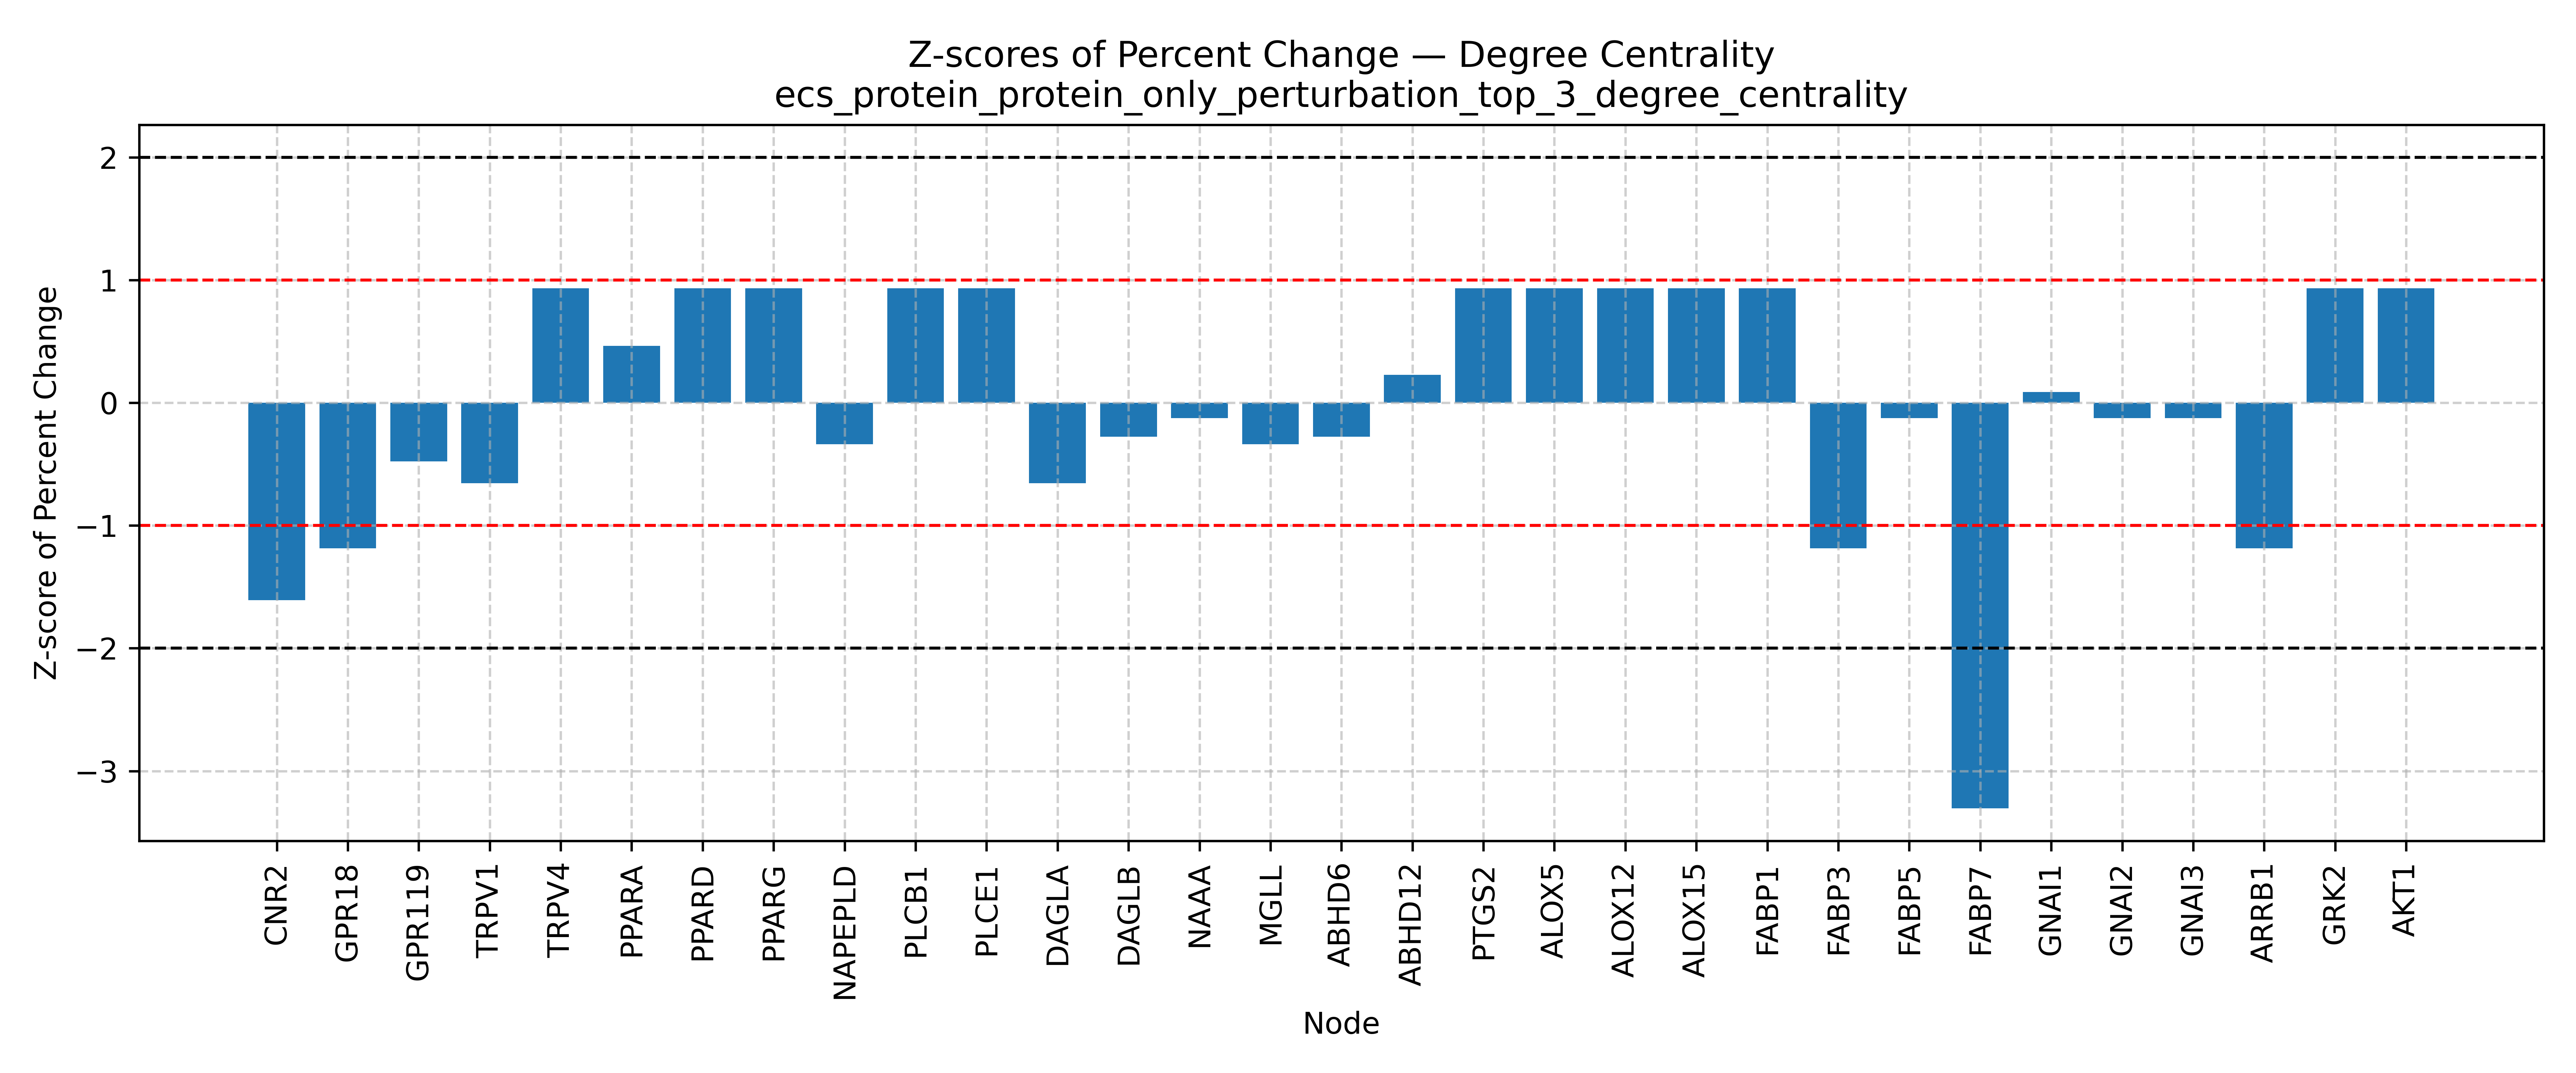 Z-scores of Percent Change — Degree Centrality
ecs_protein_protein_only_perturbation_top_3_degree_centrality
Z-score of Percent Change
2
1
0
−1
−2
−3
CNR2
GPR18
GPR119
TRPV1
TRPV4
PPARA
PPARD
PPARG
NAPEPLD
PLCB1
PLCE1
DAGLA
DAGLB
NAAA
MGLL
ABHD6
ABHD12
PTGS2
ALOX5
ALOX12
ALOX15
FABP1
FABP3
FABP5
FABP7
GNAI1
GNAI2
GNAI3
ARRB1
GRK2
AKT1
Node